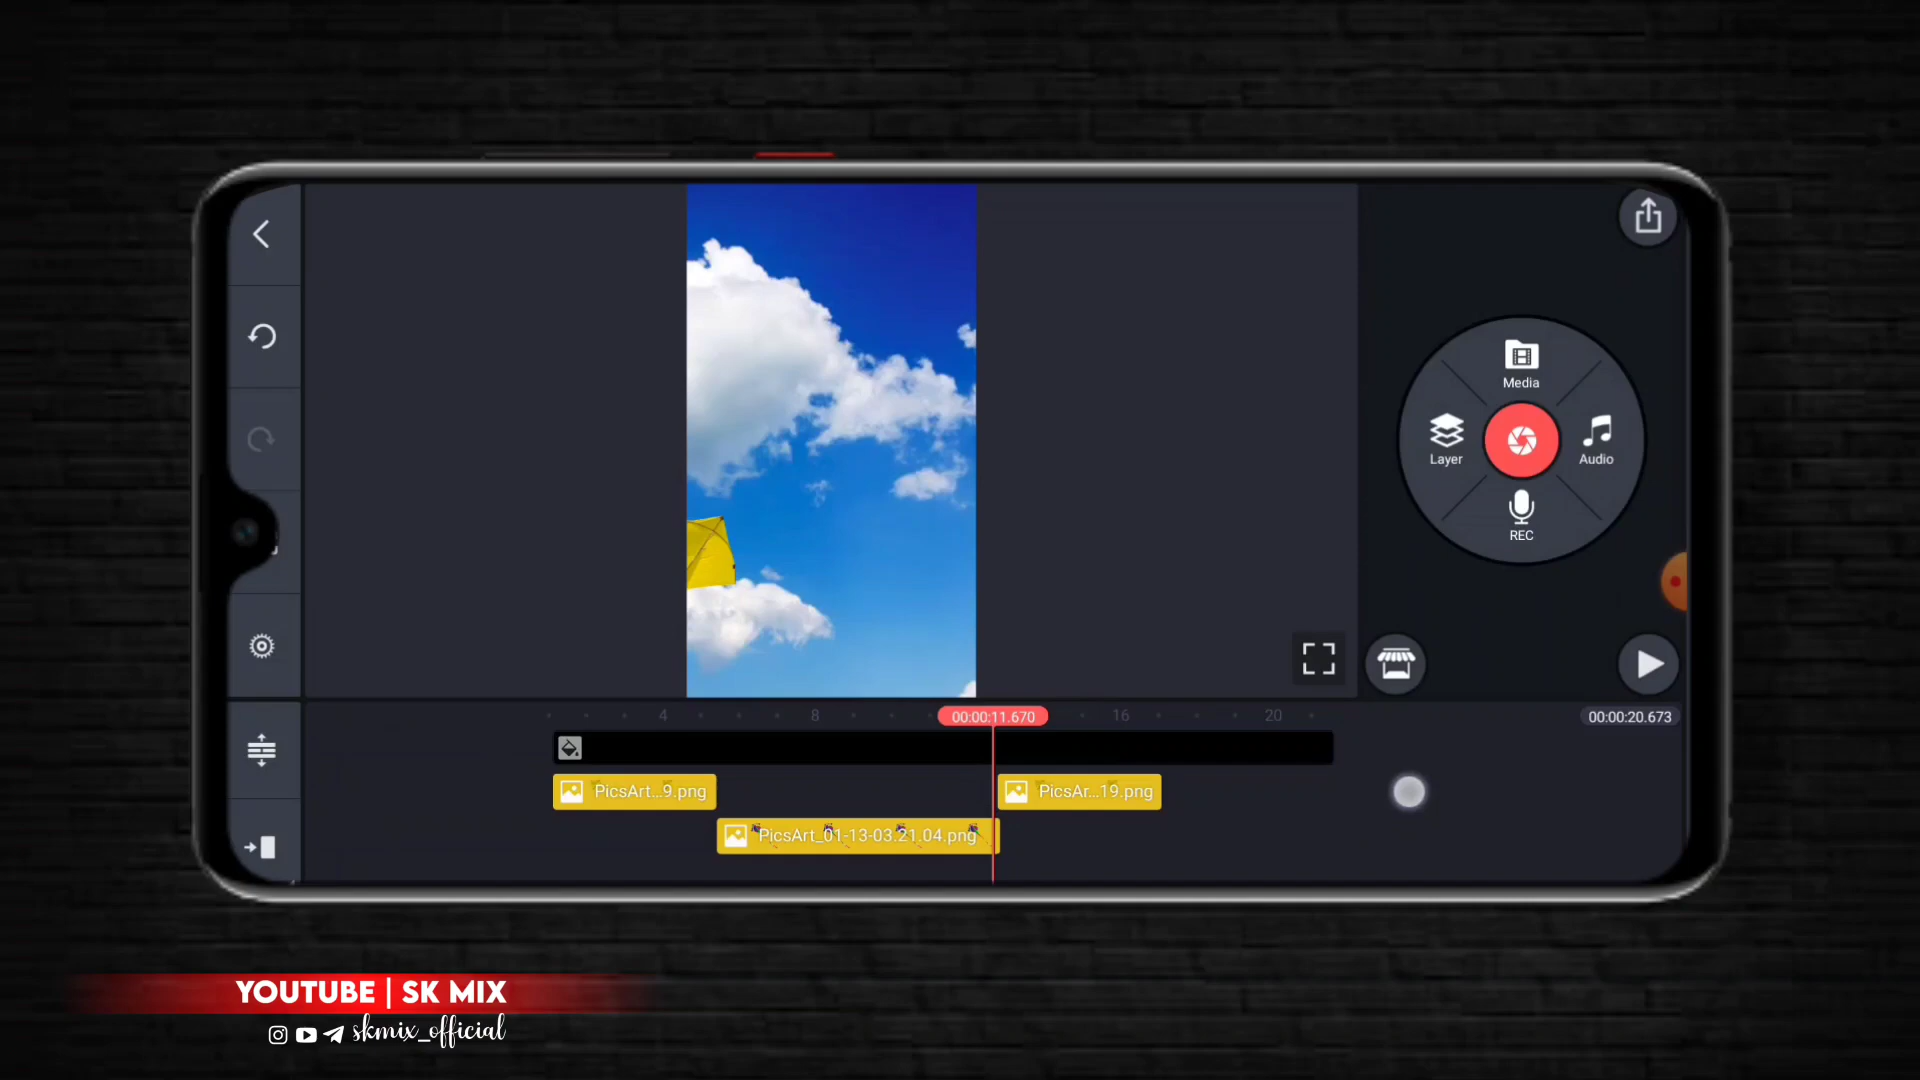 Media
Layer
Audio
REC
4
8
00:00:11.670
16
20
00:00:20.673
PicsArt...9.png
PicsAr...19.png
PicsArt_01-13-03.21.04.png
YOUTUBE | SK MIX
skmix_official